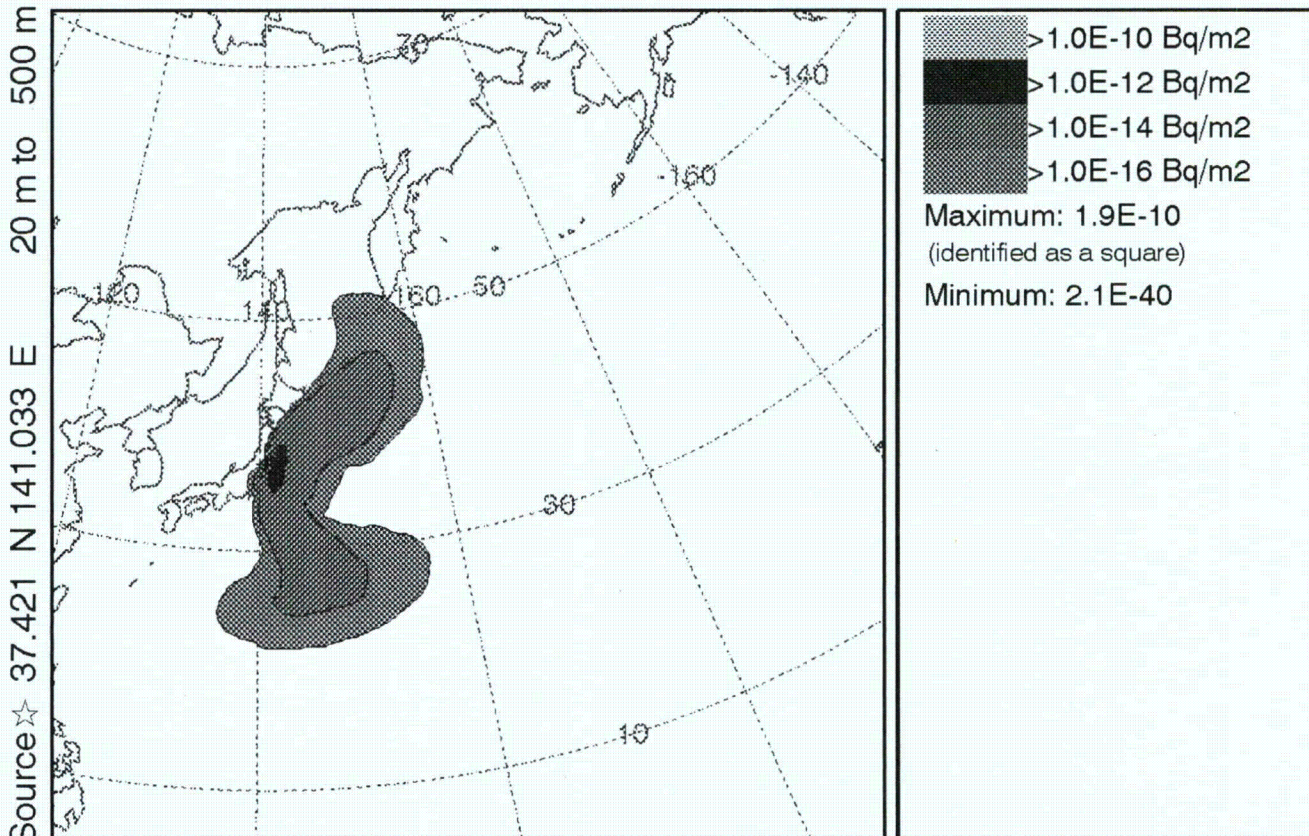 Source☆ 37.421 N 141.033 E 20 m to 500 m
70
-140
-160
120
140
160
50
30
10
>1.0E-10 Bq/m2
>1.0E-12 Bq/m2
>1.0E-14 Bq/m2
>1.0E-16 Bq/m2
Maximum: 1.9E-10
(identified as a square)
Minimum: 2.1E-40